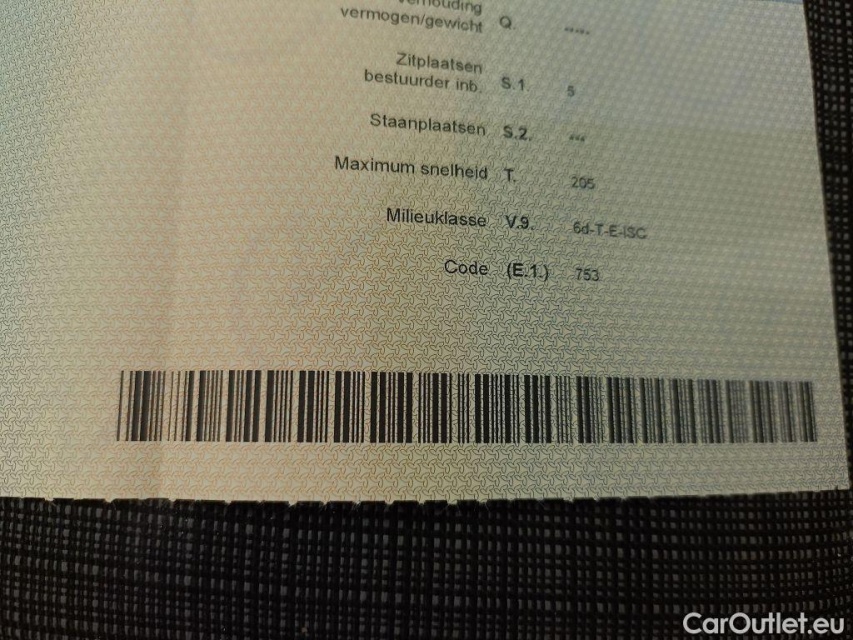 verhouding
vermogen/gewicht Q. .....
Zitplaatsen
bestuurder inb. S.1. 5
Staanplaatsen S.2. ...
Maximum snelheid T. 205
Milieuklasse V.9. 6d-T-E-ISC
Code (E.1.) 753
CarOutlet.eu